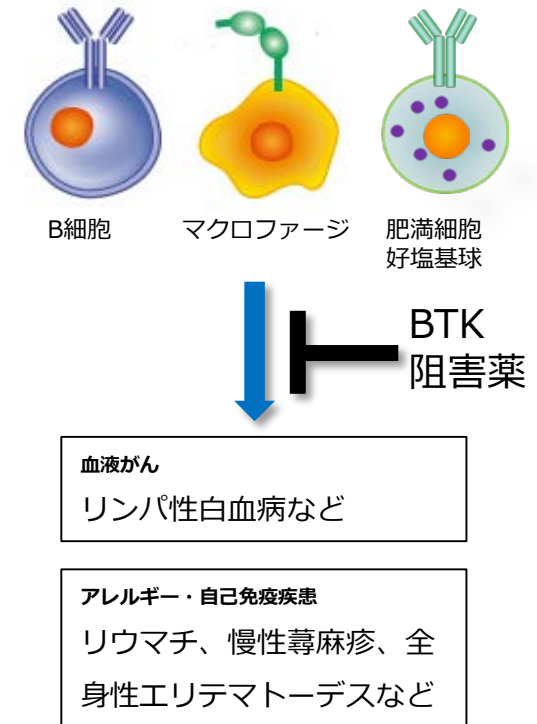 B細胞
マクロファージ
肥満細胞
好塩基球
BTK
阻害薬
血液がん
リンパ性白血病など
アレルギー・自己免疫疾患
リウマチ、慢性蕁麻疹、全
身性エリテマトーデスなど